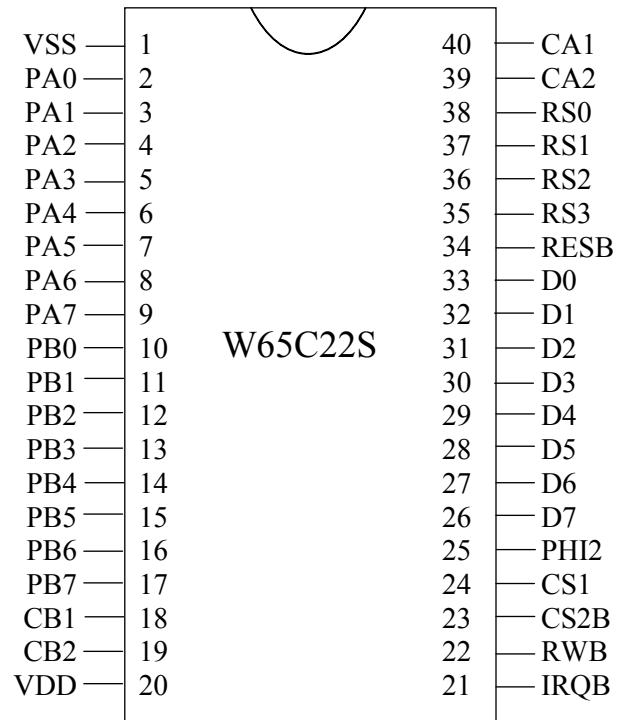 VSS 1 40 CA1
PA0 2 39 CA2
PA1 3 38 RS0
PA2 4 37 RS1
PA3 5 36 RS2
PA4 6 35 RS3
PA5 7 34 RESB
PA6 8 33 D0
PA7 9 32 D1
PB0 10 W65C22S 31 D2
PB1 11 30 D3
PB2 12 29 D4
PB3 13 28 D5
PB4 14 27 D6
PB5 15 26 D7
PB6 16 25 PHI2
PB7 17 24 CS1
CB1 18 23 CS2B
CB2 19 22 RWB
VDD 20 21 IRQB